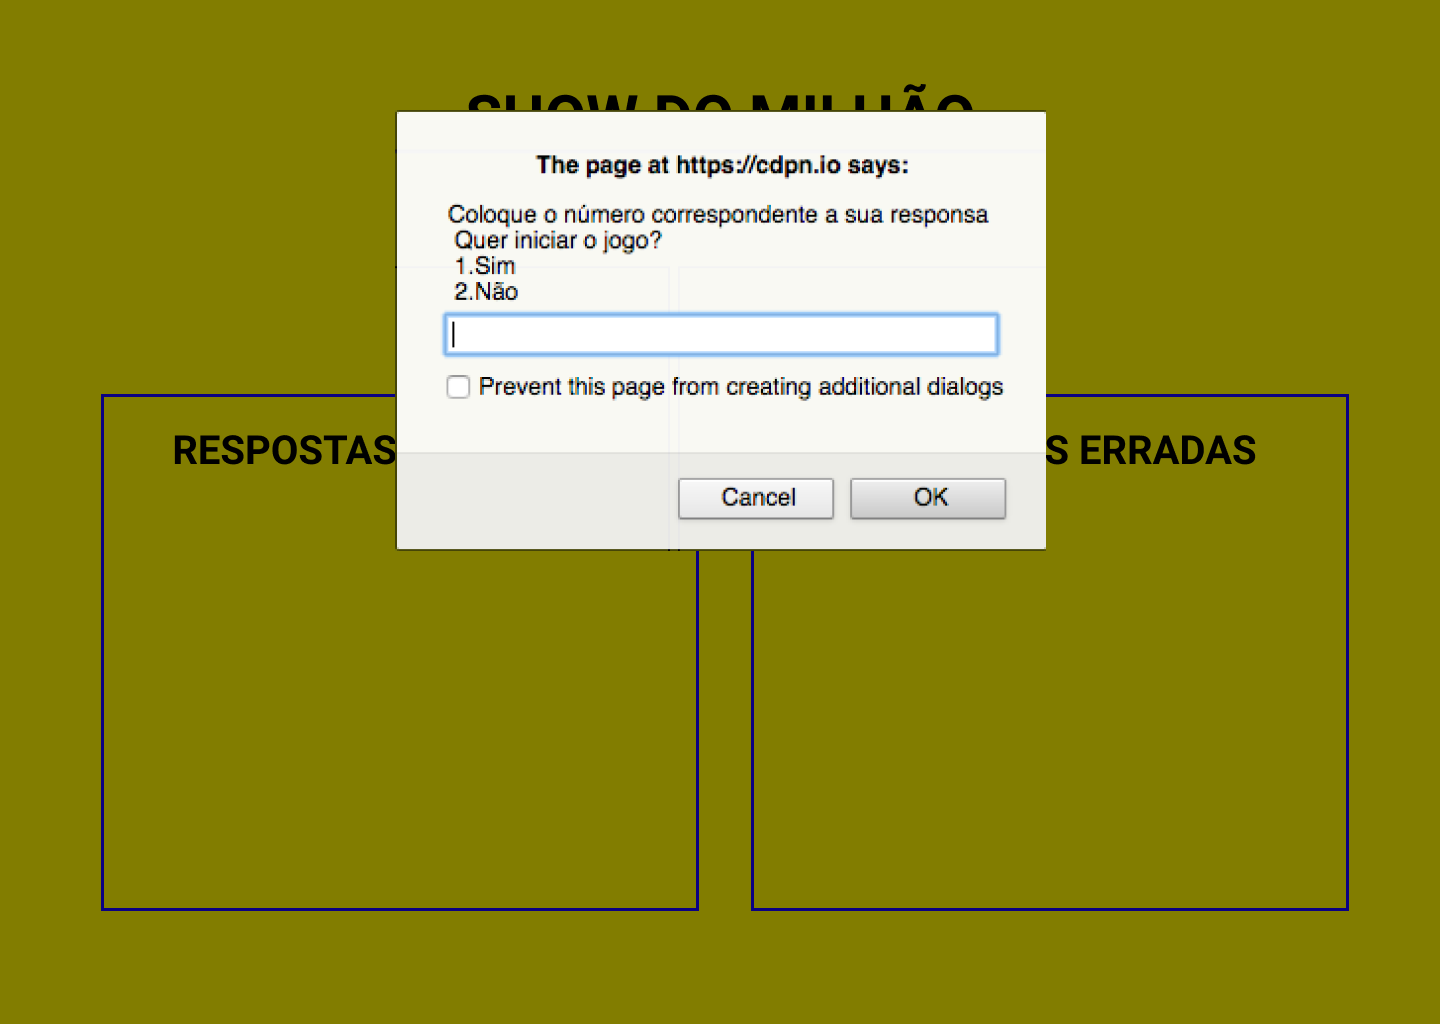 SHOW DO MILHÃO
The page at https://cdpn.io says:
Coloque o número correspondente a sua responsa
Quer iniciar o jogo?
1.Sim
2.Não
Prevent this page from creating additional dialogs
RESPOSTAS
S ERRADAS
Cancel
OK